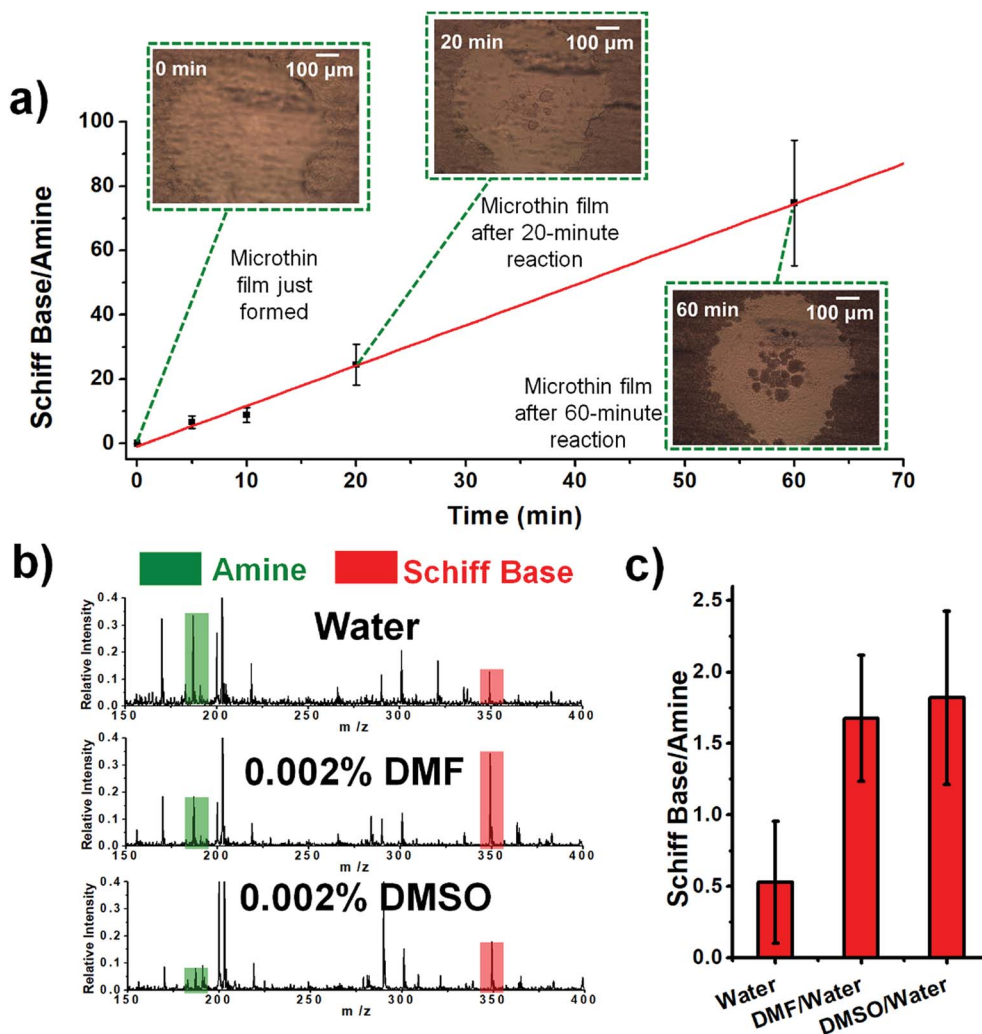 a)
0 min
100 µm
20 min
100 µm
Schiff Base/Amine
100
80
60
40
20
0
Microthin
film just
formed
Microthin film
after 20-minute
reaction
60 min
100 µm
Microthin film
after 60-minute
reaction
0 10 20 30 40 50 60 70
Time (min)
b)
Amine
Schiff Base
Water
Relative Intensity
0.4
0.3
0.2
0.1
0.0
150 200 250 300 350 400
m /z
0.002% DMF
Relative Intensity
0.4
0.3
0.2
0.1
0.0
150 200 250 300 350 400
m /z
0.002% DMSO
Relative Intensity
0.4
0.3
0.2
0.1
0.0
150 200 250 300 350 400
m /z
c)
Schiff Base/Amine
2.5
2.0
1.5
1.0
0.5
0.0
Water
DMF/Water
DMSO/Water